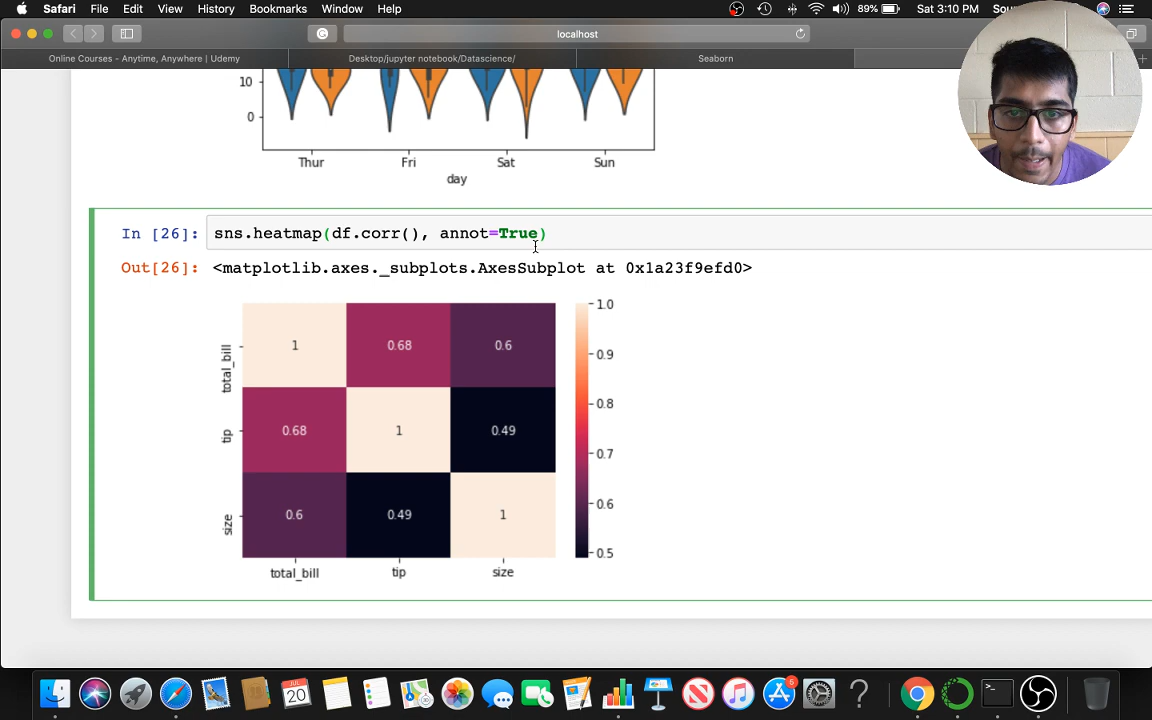 Safari File Edit View History Bookmarks Window Help 89% Sat 3:10 PM Sou
localhost
Online Courses - Anytime, Anywhere | Udemy Desktop/jupyter notebook/Datascience/ Seaborn
10
0
Thur Fri Sat Sun
day
In [26]: sns.heatmap(df.corr(), annot=True)
Out[26]: <matplotlib.axes._subplots.AxesSubplot at 0x1a23f9efd0>
1.0
total_bill 1 0.68 0.6
0.9
0.8
tip 0.68 1 0.49
0.7
0.6
size 0.6 0.49 1
0.5
total_bill tip size
APR
20
6